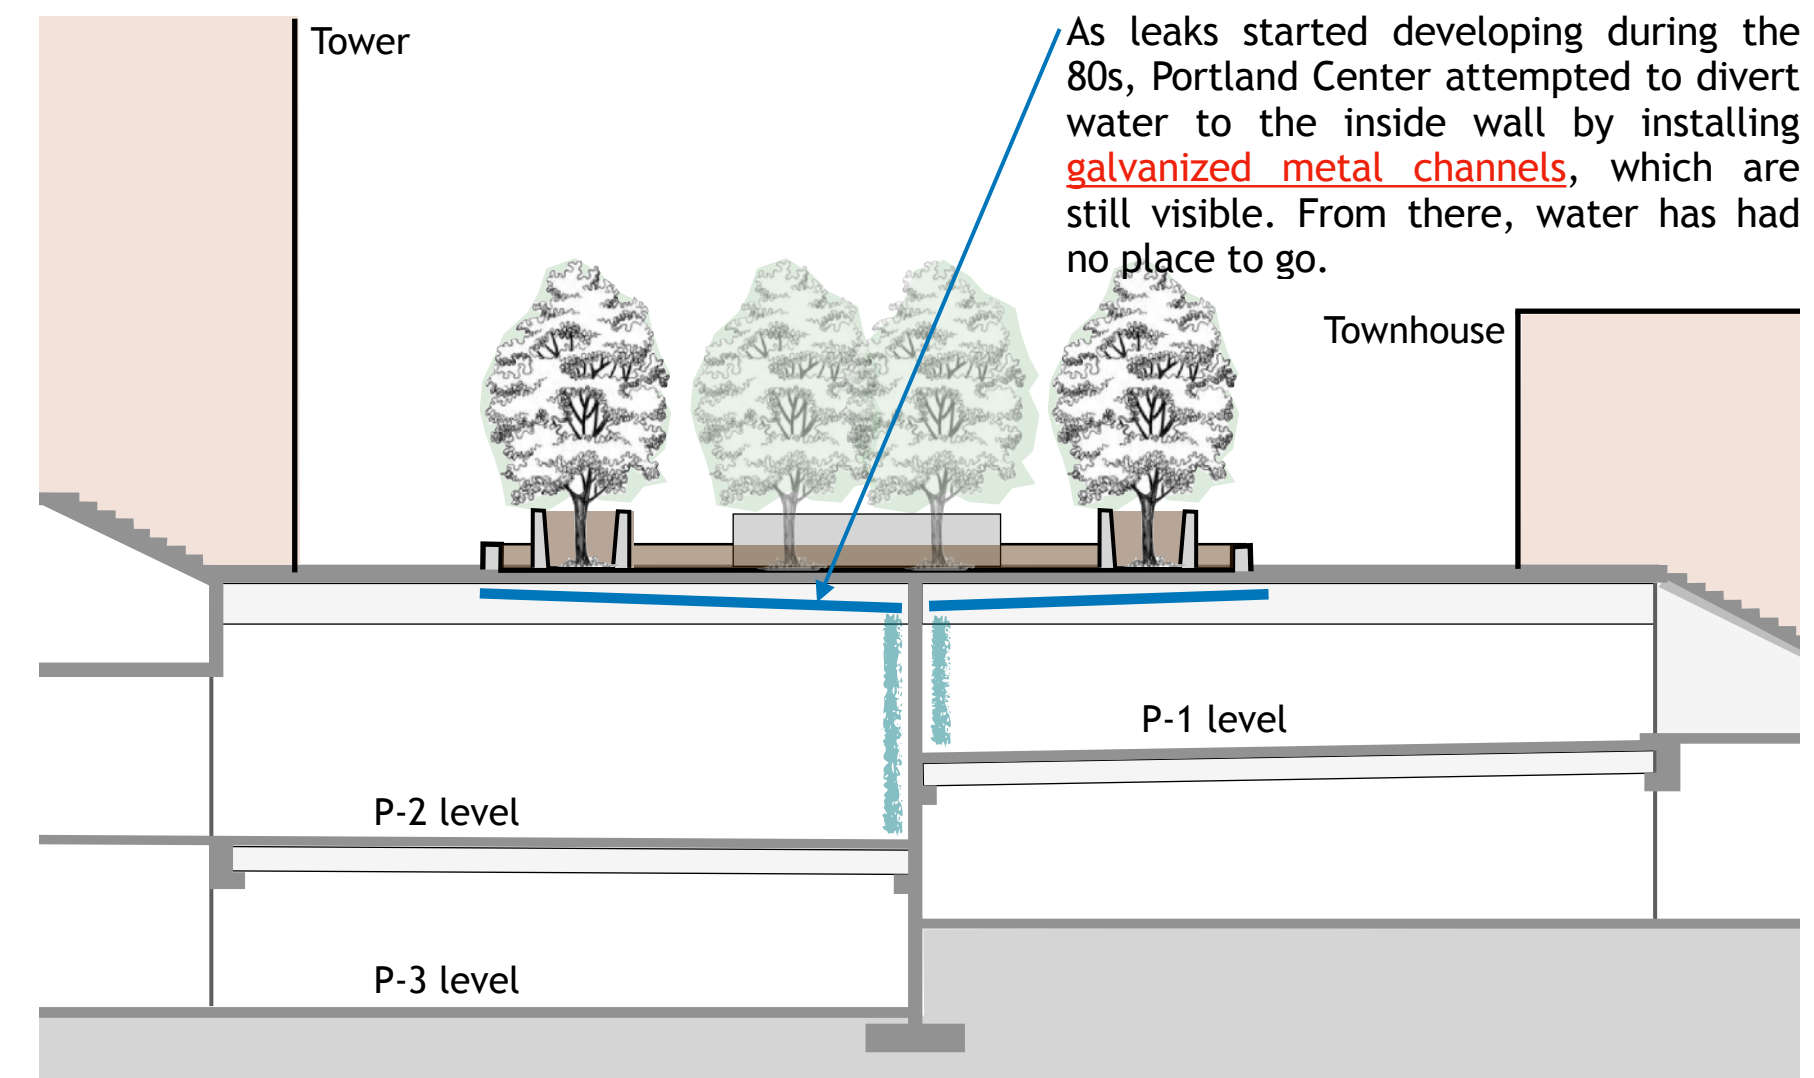 Tower
As leaks started developing during the
80s, Portland Center attempted to divert
water to the inside wall by installing
galvanized metal channels, which are
still visible. From there, water has had
no place to go.
Townhouse
P-1 level
P-2 level
P-3 level